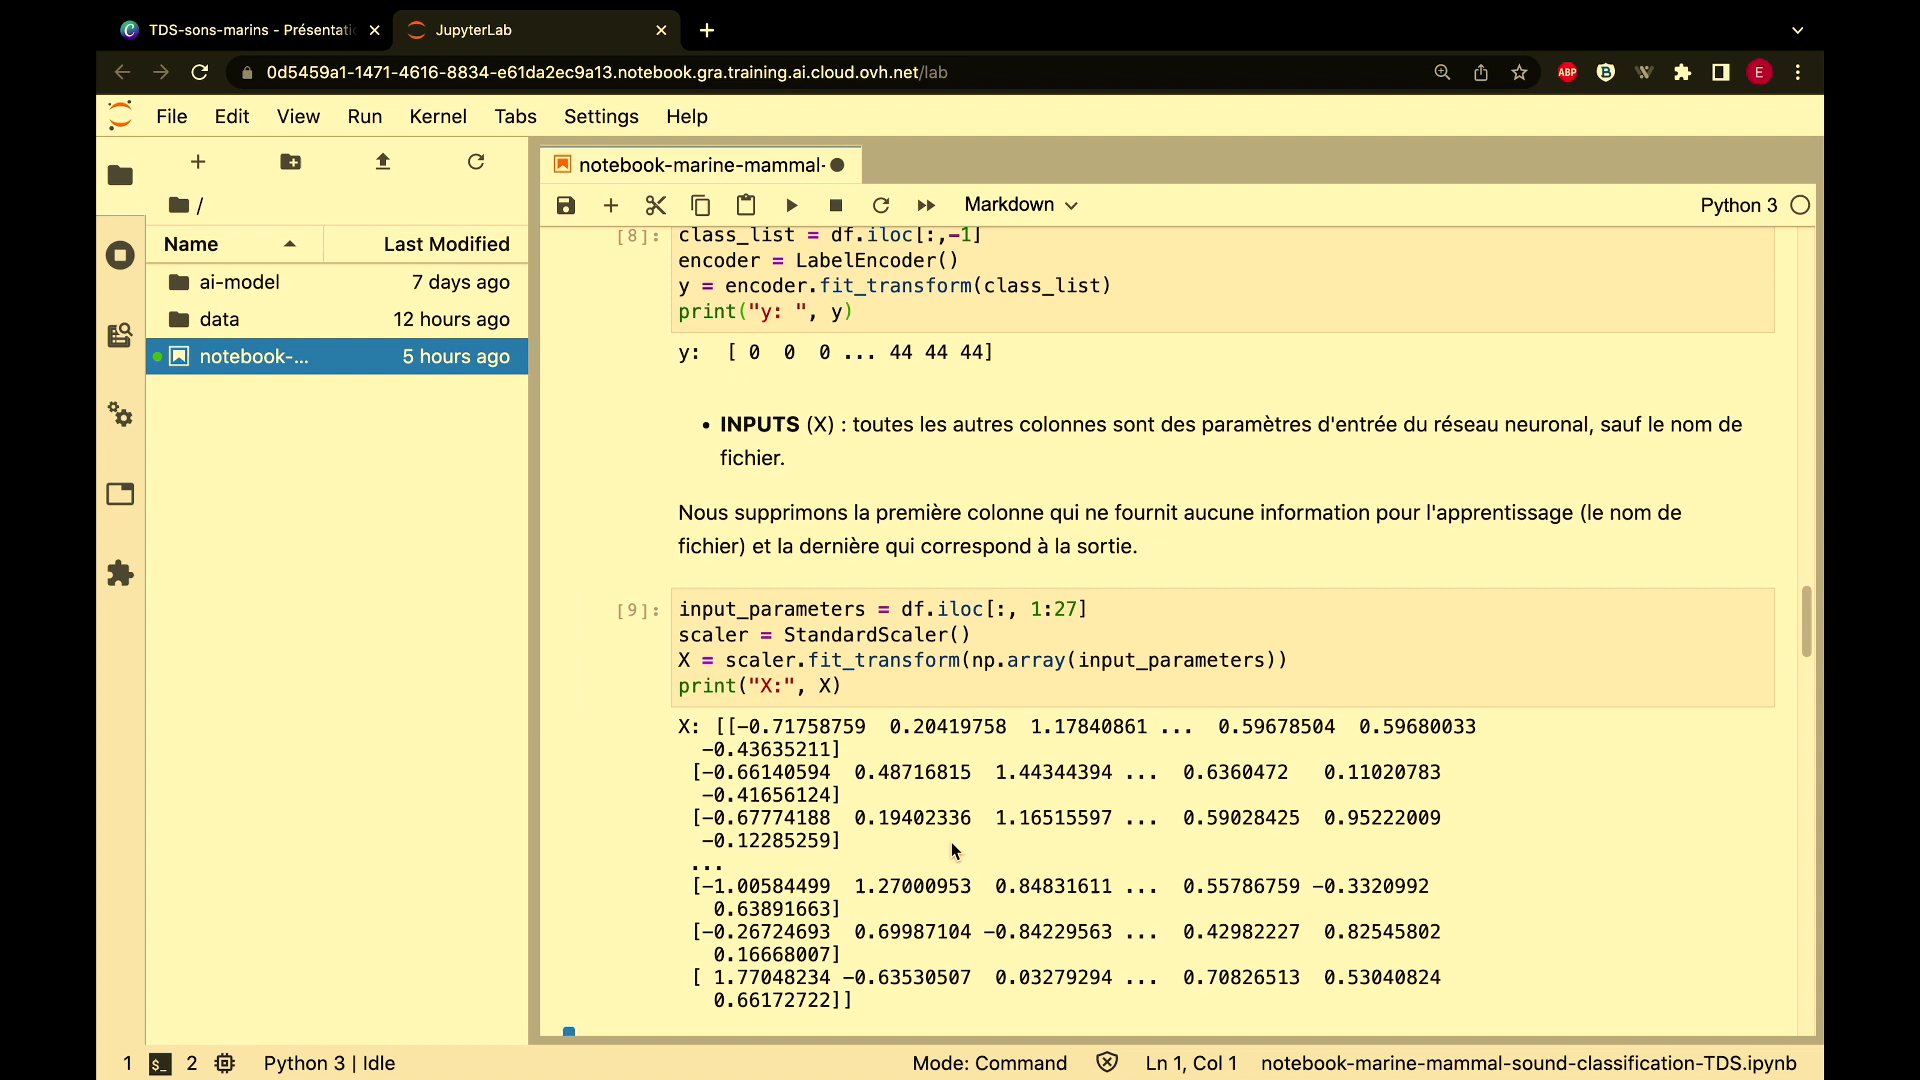 TDS-sons-marins - Présentati
JupyterLab
0d5459a1-1471-4616-8834-e61da2ec9a13.notebook.gra.training.ai.cloud.ovh.net/lab
ABP
B
W
E
File Edit View Run Kernel Tabs Settings Help
notebook-marine-mammal-
/
Markdown
Python 3
Name Last Modified
ai-model 7 days ago
data 12 hours ago
notebook-... 5 hours ago
[8]: class_list = df.iloc[:,-1]
encoder = LabelEncoder()
y = encoder.fit_transform(class_list)
print("y: ", y)
y: [ 0 0 0 ... 44 44 44]
• INPUTS (X) : toutes les autres colonnes sont des paramètres d'entrée du réseau neuronal, sauf le nom de
fichier.
Nous supprimons la première colonne qui ne fournit aucune information pour l'apprentissage (le nom de
fichier) et la dernière qui correspond à la sortie.
[9]: input_parameters = df.iloc[:, 1:27]
scaler = StandardScaler()
X = scaler.fit_transform(np.array(input_parameters))
print("X:", X)
X: [[-0.71758759 0.20419758 1.17840861 ... 0.59678504 0.59680033
-0.43635211]
[-0.66140594 0.48716815 1.44344394 ... 0.6360472 0.11020783
-0.41656124]
[-0.67774188 0.19402336 1.16515597 ... 0.59028425 0.95222009
-0.12285259]
...
[-1.00584499 1.27000953 0.84831611 ... 0.55786759 -0.3320992
0.63891663]
[-0.26724693 0.69987104 -0.84229563 ... 0.42982227 0.82545802
0.16668007]
[ 1.77048234 -0.63530507 0.03279294 ... 0.70826513 0.53040824
0.66172722]]
1 $_ 2 Python 3 | Idle
Mode: Command Ln 1, Col 1 notebook-marine-mammal-sound-classification-TDS.ipynb